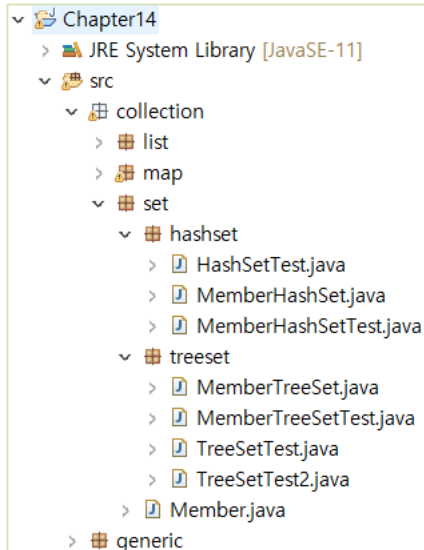 Chapter14
JRE System Library [JavaSE-11]
src
collection
list
map
set
hashset
HashSetTest.java
MemberHashSet.java
MemberHashSetTest.java
treeset
MemberTreeSet.java
MemberTreeSetTest.java
TreeSetTest.java
TreeSetTest2.java
Member.java
generic